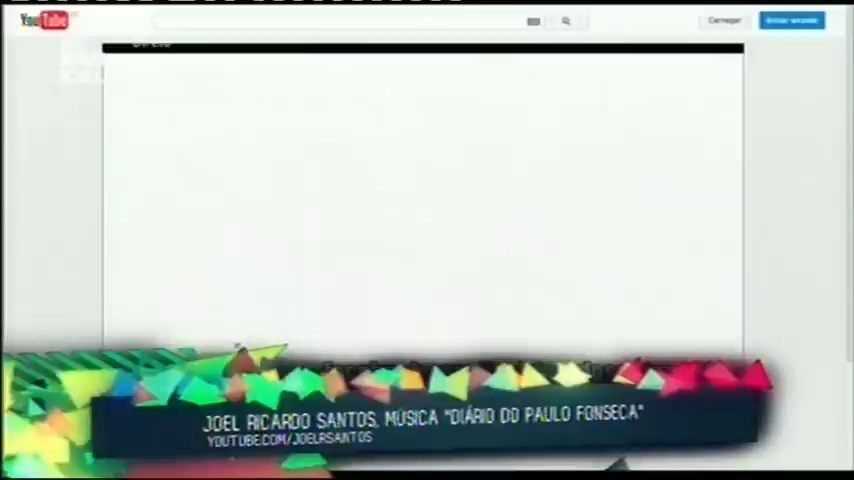 YouTube
Carregar
Iniciar sessão
JOEL RICARDO SANTOS, MÚSICA "DIÁRIO DO PAULO FONSECA"
YOUTUBE.COM/JOELRSANTOS